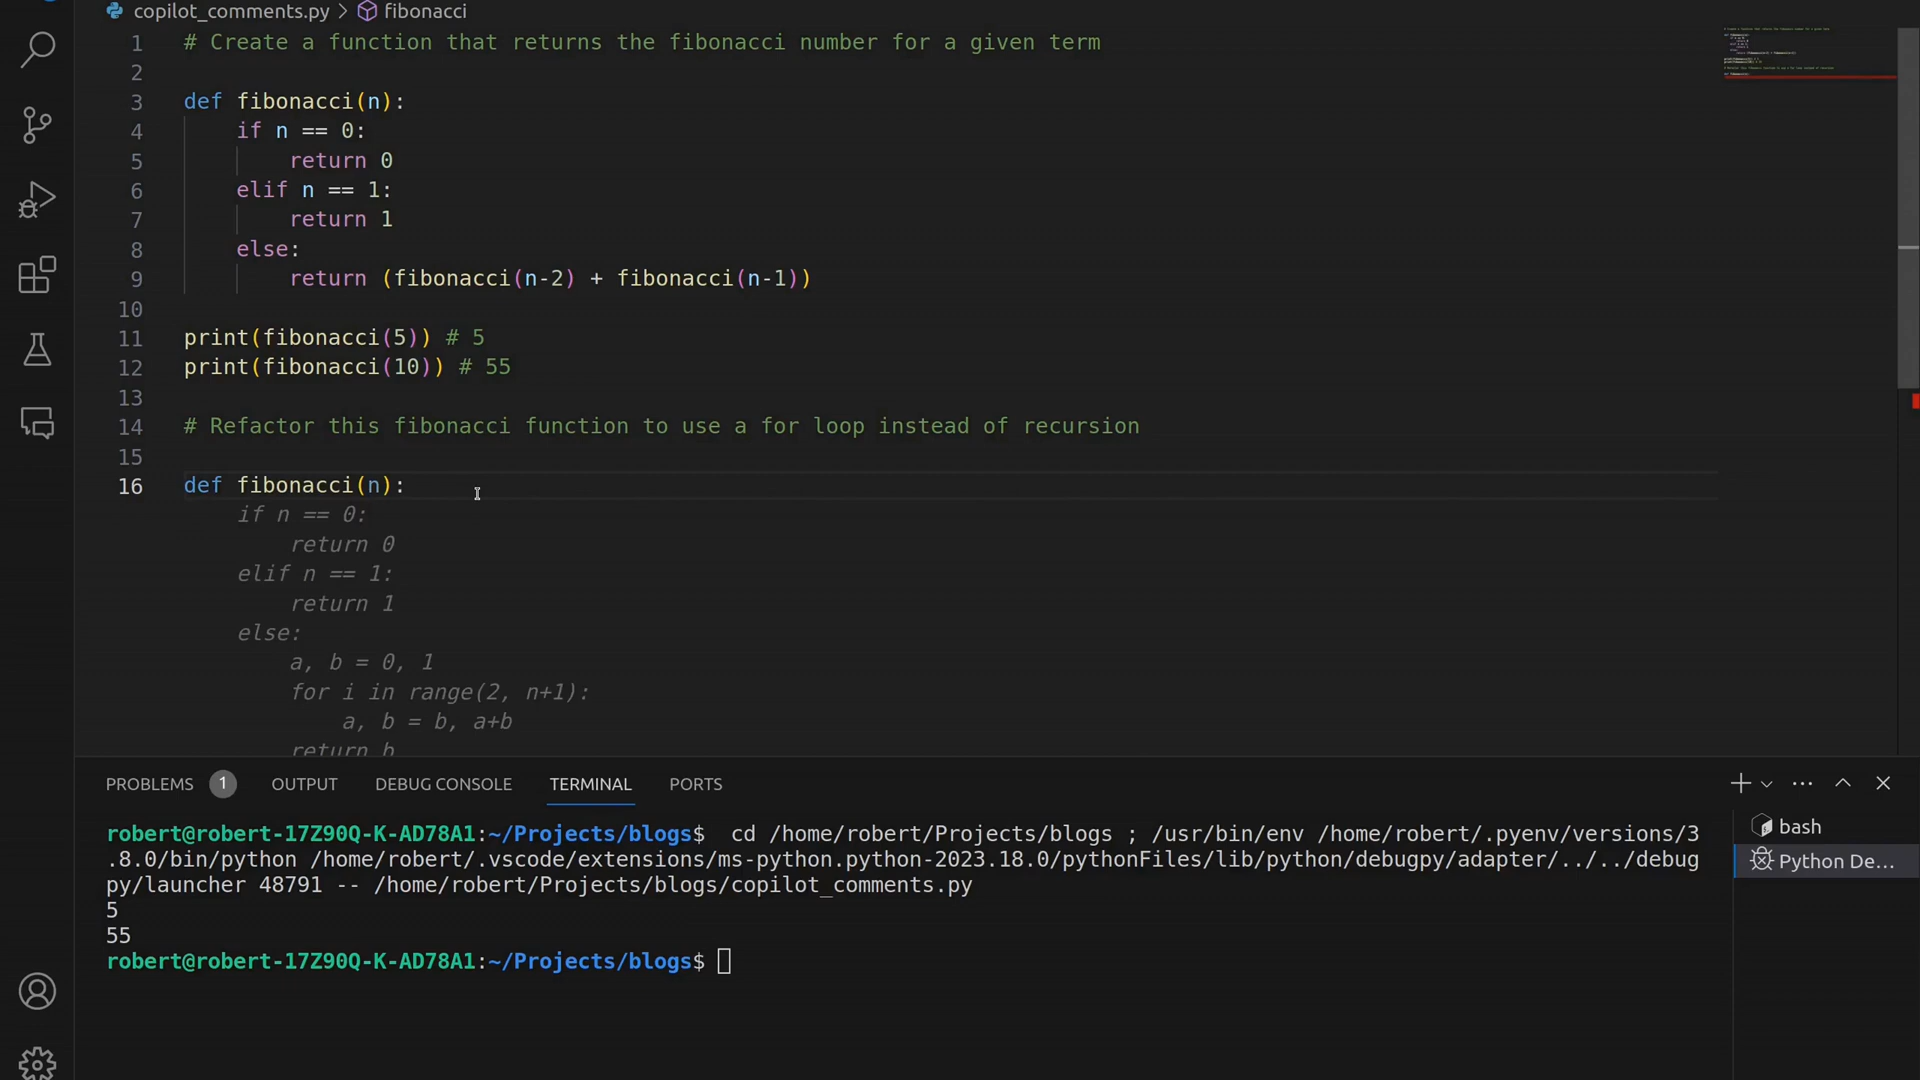 copilot_comments.py > fibonacci
1 # Create a function that returns the fibonacci number for a given term
2
3 def fibonacci(n):
4 if n == 0:
5 return 0
6 elif n == 1:
7 return 1
8 else:
9 return (fibonacci(n-2) + fibonacci(n-1))
10
11 print(fibonacci(5)) # 5
12 print(fibonacci(10)) # 55
13
14 # Refactor this fibonacci function to use a for loop instead of recursion
15
16 def fibonacci(n):
if n == 0:
return 0
elif n == 1:
return 1
else:
a, b = 0, 1
for i in range(2, n+1):
a, b = b, a+b
return b
PROBLEMS 1 OUTPUT DEBUG CONSOLE TERMINAL PORTS
robert@robert-17Z90Q-K-AD78A1:~/Projects/blogs$ cd /home/robert/Projects/blogs ; /usr/bin/env /home/robert/.pyenv/versions/3
.8.0/bin/python /home/robert/.vscode/extensions/ms-python.python-2023.18.0/pythonFiles/lib/python/debugpy/adapter/../../debug
py/launcher 48791 -- /home/robert/Projects/blogs/copilot_comments.py
5
55
robert@robert-17Z90Q-K-AD78A1:~/Projects/blogs$
bash
Python De...